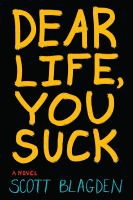 DEAR
LIFE,
YOU
SUCK
A NOVEL
SCOTT BLAGDEN